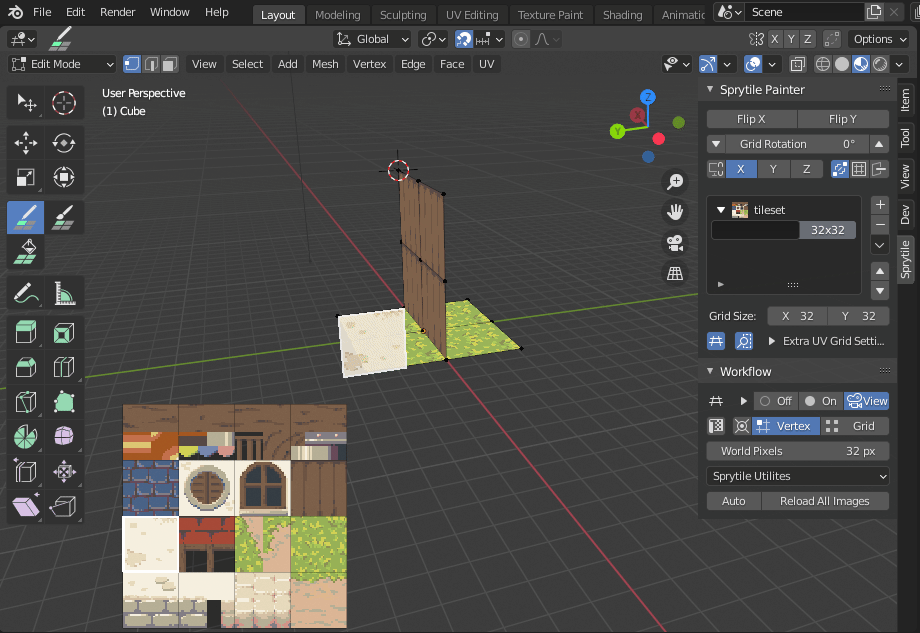 File Edit Render Window Help Layout Modeling Sculpting UV Editing Texture Paint Shading Scene
Global Options
X Y Z
Edit Mode View Select Add Mesh Vertex Edge Face UV
User Perspective
(1) Cube
Z
X
Y
Sprytile Painter
Flip X Flip Y
Grid Rotation 0°
X Y Z
tileset
32x32
Grid Size: X 32 Y 32
Extra UV Grid Setti...
Workflow
Off On View
Vertex Grid
World Pixels 32 px
Sprytile Utilites
Auto Reload All Images
Item
Tool
View
Dev
Sprytile